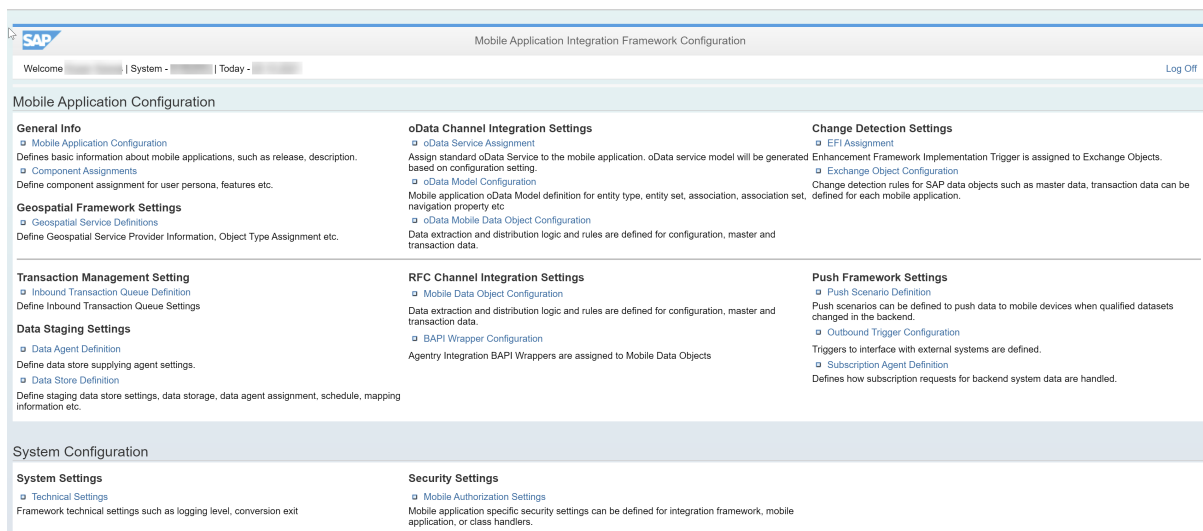 SAP
Mobile Application Integration Framework Configuration
Welcome | System - | Today -
Log Off
Mobile Application Configuration
General Info
Mobile Application Configuration
Defines basic information about mobile applications, such as release, description.
Component Assignments
Define component assignment for user persona, features etc.
Geospatial Framework Settings
Geospatial Service Definitions
Define Geospatial Service Provider Information, Object Type Assignment etc.
oData Channel Integration Settings
oData Service Assignment
Assign standard oData Service to the mobile application. oData service model will be generated
based on configuration setting.
oData Model Configuration
Mobile application oData Model definition for entity type, entity set, association, association set,
navigation property etc
oData Mobile Data Object Configuration
Data extraction and distribution logic and rules are defined for configuration, master and
transaction data.
Change Detection Settings
EFI Assignment
Enhancement Framework Implementation Trigger is assigned to Exchange Objects.
Exchange Object Configuration
Change detection rules for SAP data objects such as master data, transaction data can be
defined for each mobile application.
Transaction Management Setting
Inbound Transaction Queue Definition
Define Inbound Transaction Queue Settings
Data Staging Settings
Data Agent Definition
Define data store supplying agent settings.
Data Store Definition
Define staging data store settings, data storage, data agent assignment, schedule, mapping
information etc.
RFC Channel Integration Settings
Mobile Data Object Configuration
Data extraction and distribution logic and rules are defined for configuration, master and
transaction data.
BAPI Wrapper Configuration
Agentry Integration BAPI Wrappers are assigned to Mobile Data Objects
Push Framework Settings
Push Scenario Definition
Push scenarios can be defined to push data to mobile devices when qualified datasets
changed in the backend.
Outbound Trigger Configuration
Triggers to interface with external systems are defined.
Subscription Agent Definition
Defines how subscription requests for backend system data are handled.
System Configuration
System Settings
Technical Settings
Framework technical settings such as logging level, conversion exit
Security Settings
Mobile Authorization Settings
Mobile application specific security settings can be defined for integration framework, mobile
application, or class handlers.